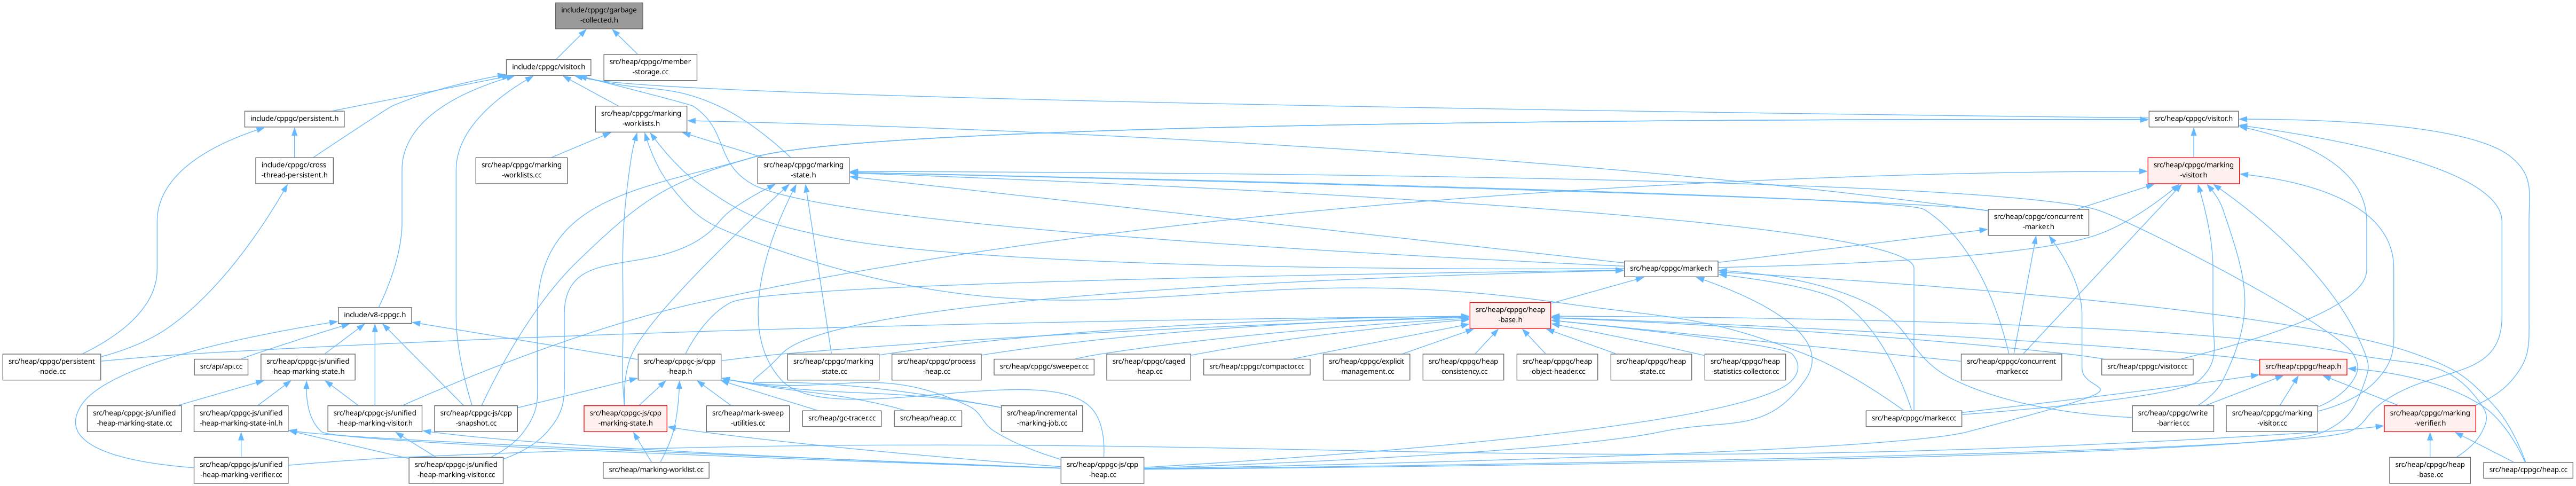 include/cppgc/garbage
-collected.h
include/cppgc/visitor.h
src/heap/cppgc/member
-storage.cc
include/cppgc/persistent.h
src/heap/cppgc/marking
-worklists.h
src/heap/cppgc/visitor.h
include/cppgc/cross
-thread-persistent.h
src/heap/cppgc/marking
-worklists.cc
src/heap/cppgc/marking
-state.h
src/heap/cppgc/marking
-visitor.h
src/heap/cppgc/concurrent
-marker.h
src/heap/cppgc/marker.h
include/v8-cppgc.h
src/heap/cppgc/heap
-base.h
src/heap/cppgc/persistent
-node.cc
src/api/api.cc
src/heap/cppgc-js/unified
-heap-marking-state.h
src/heap/cppgc-js/cpp
-heap.h
src/heap/cppgc/marking
-state.cc
src/heap/cppgc/process
-heap.cc
src/heap/cppgc/sweeper.cc
src/heap/cppgc/caged
-heap.cc
src/heap/cppgc/compactor.cc
src/heap/cppgc/explicit
-management.cc
src/heap/cppgc/heap
-consistency.cc
src/heap/cppgc/heap
-object-header.cc
src/heap/cppgc/heap
-state.cc
src/heap/cppgc/heap
-statistics-collector.cc
src/heap/cppgc/concurrent
-marker.cc
src/heap/cppgc/visitor.cc
src/heap/cppgc/heap.h
src/heap/cppgc-js/unified
-heap-marking-state.cc
src/heap/cppgc-js/unified
-heap-marking-state-inl.h
src/heap/cppgc-js/unified
-heap-marking-visitor.h
src/heap/cppgc-js/cpp
-snapshot.cc
src/heap/cppgc-js/cpp
-marking-state.h
src/heap/mark-sweep
-utilities.cc
src/heap/gc-tracer.cc
src/heap/heap.cc
src/heap/incremental
-marking-job.cc
src/heap/cppgc/marker.cc
src/heap/cppgc/write
-barrier.cc
src/heap/cppgc/marking
-visitor.cc
src/heap/cppgc/marking
-verifier.h
src/heap/cppgc-js/unified
-heap-marking-verifier.cc
src/heap/cppgc-js/unified
-heap-marking-visitor.cc
src/heap/marking-worklist.cc
src/heap/cppgc-js/cpp
-heap.cc
src/heap/cppgc/heap
-base.cc
src/heap/cppgc/heap.cc